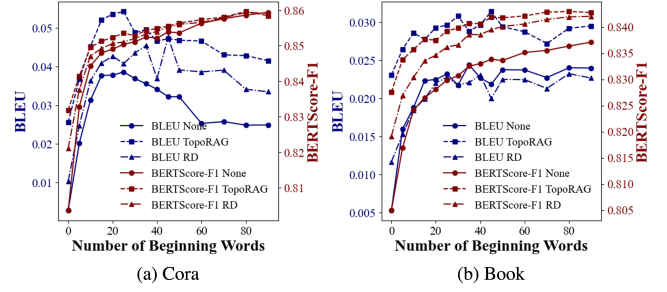 BLEU
0.05
0.04
0.03
0.02
0.01
0.86
0.85
0.84
0.83
0.82
0.81
BERTScore-F1
BLEU None
BLEU TopoRAG
BLEU RD
BERTScore-F1 None
BERTScore-F1 TopoRAG
BERTScore-F1 RD
0 20 40 60 80
Number of Beginning Words
(a) Cora
BLEU
0.030
0.025
0.020
0.015
0.010
0.005
0.840
0.835
0.830
0.825
0.820
0.815
0.810
0.805
BERTScore-F1
BLEU None
BLEU TopoRAG
BLEU RD
BERTScore-F1 None
BERTScore-F1 TopoRAG
BERTScore-F1 RD
0 20 40 60 80
Number of Beginning Words
(b) Book